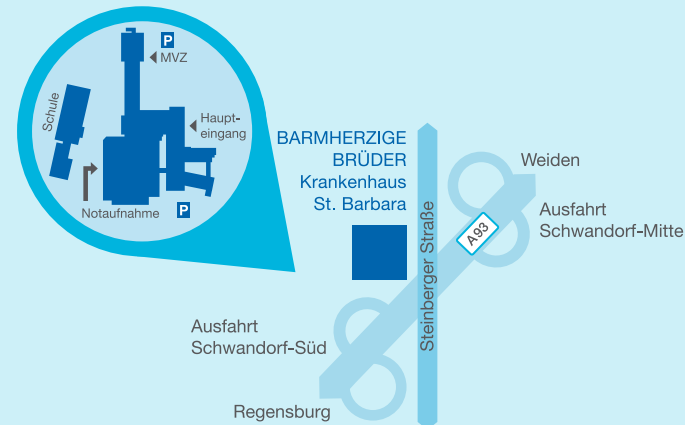 P
MVZ
Schule
Haupt-
eingang
Notaufnahme
P
BARMHERZIGE
BRÜDER
Krankenhaus
St. Barbara
Steinberger Straße
Weiden
Ausfahrt
Schwandorf-Mitte
A93
Ausfahrt
Schwandorf-Süd
Regensburg